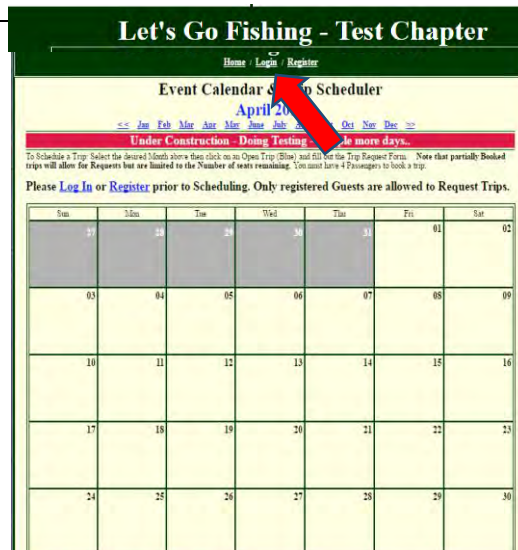 Let's Go Fishing - Test Chapter
Home / Login / Register
Event Calendar & Scheduler
April 20
<< Jan Feb Mar Apr May June July Oct Nov Dec >>
Under Construction - Doing Testing more days..
To Schedule a Trip: Select the desired Month above then click on an Open Trip (Blue) and fill out the Trip Request Form. Note that partially Booked
trips will allow for Requests but are limited to the Number of seats remaining. You must have 4 Passengers to book a trip.
Please Log In or Register prior to Scheduling. Only registered Guests are allowed to Request Trips.
Sun Mon Tue Wed Thu Fri Sat
27 28 29 30 31 01 02
03 04 05 06 07 08 09
10 11 12 13 14 15 16
17 18 19 20 21 22 23
24 25 26 27 28 29 30